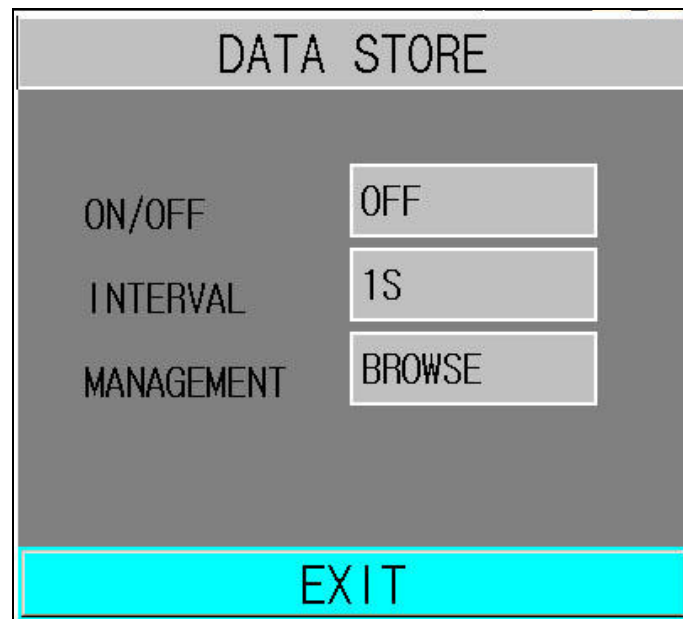 DATA STORE
ON/OFF OFF
INTERVAL 1S
MANAGEMENT BROWSE
EXIT